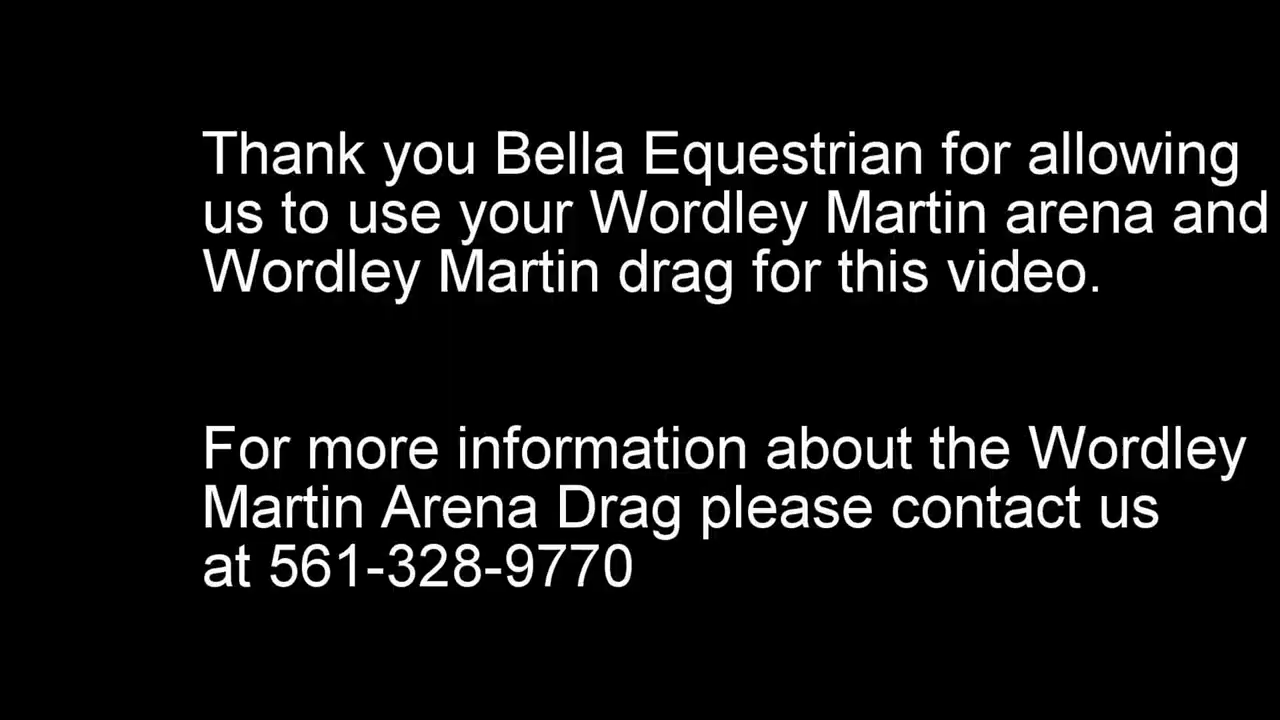 Thank you Bella Equestrian for allowing
us to use your Wordley Martin arena and
Wordley Martin drag for this video.
For more information about the Wordley
Martin Arena Drag please contact us
at 561-328-9770